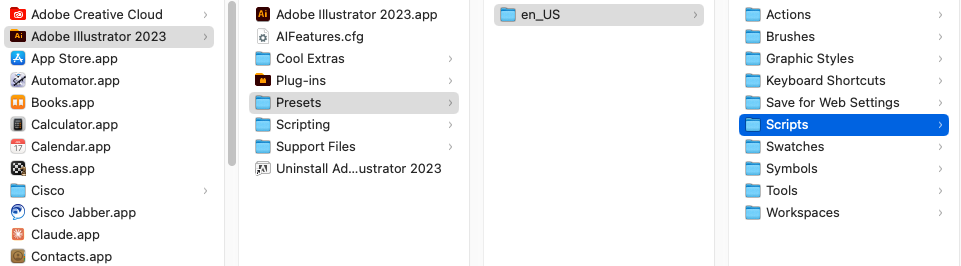 Adobe Creative Cloud
Adobe Illustrator 2023
App Store.app
Automator.app
Books.app
Calculator.app
Calendar.app
Chess.app
Cisco
Cisco Jabber.app
Claude.app
Contacts.app
Adobe Illustrator 2023.app
AIFeatures.cfg
Cool Extras
Plug-ins
Presets
Scripting
Support Files
Uninstall Ad...ustrator 2023
en_US
Actions
Brushes
Graphic Styles
Keyboard Shortcuts
Save for Web Settings
Scripts
Swatches
Symbols
Tools
Workspaces